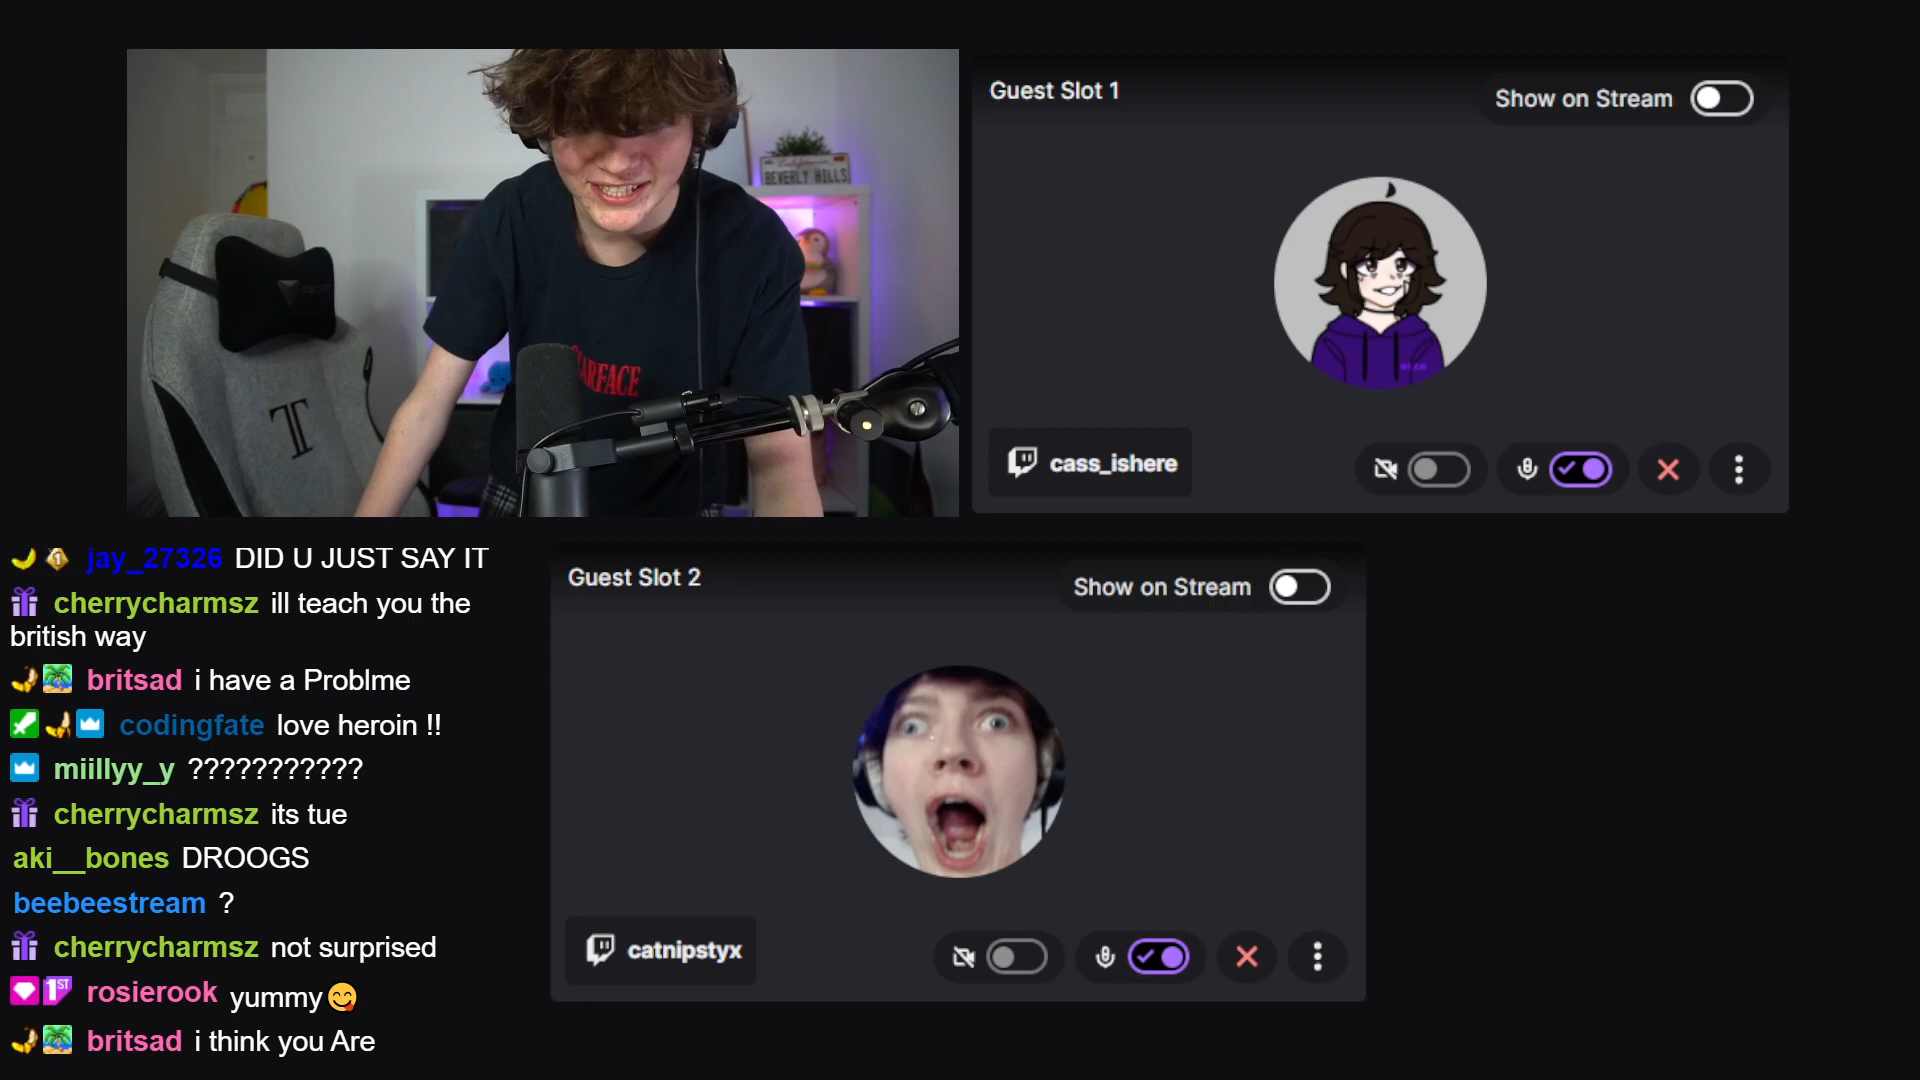 BEVERLY HILLS
SCARFACE
Guest Slot 1
Show on Stream
cass_ishere
jay_27326 DID U JUST SAY IT
cherrycharmsz ill teach you the
british way
britsad i have a Problme
codingfate love heroin !!
miillyy_y ???????????
cherrycharmsz its tue
aki__bones DROOGS
beebeestream ?
cherrycharmsz not surprised
1ST rosierook yummy😋
britsad i think you Are
Guest Slot 2
Show on Stream
catnipstyx